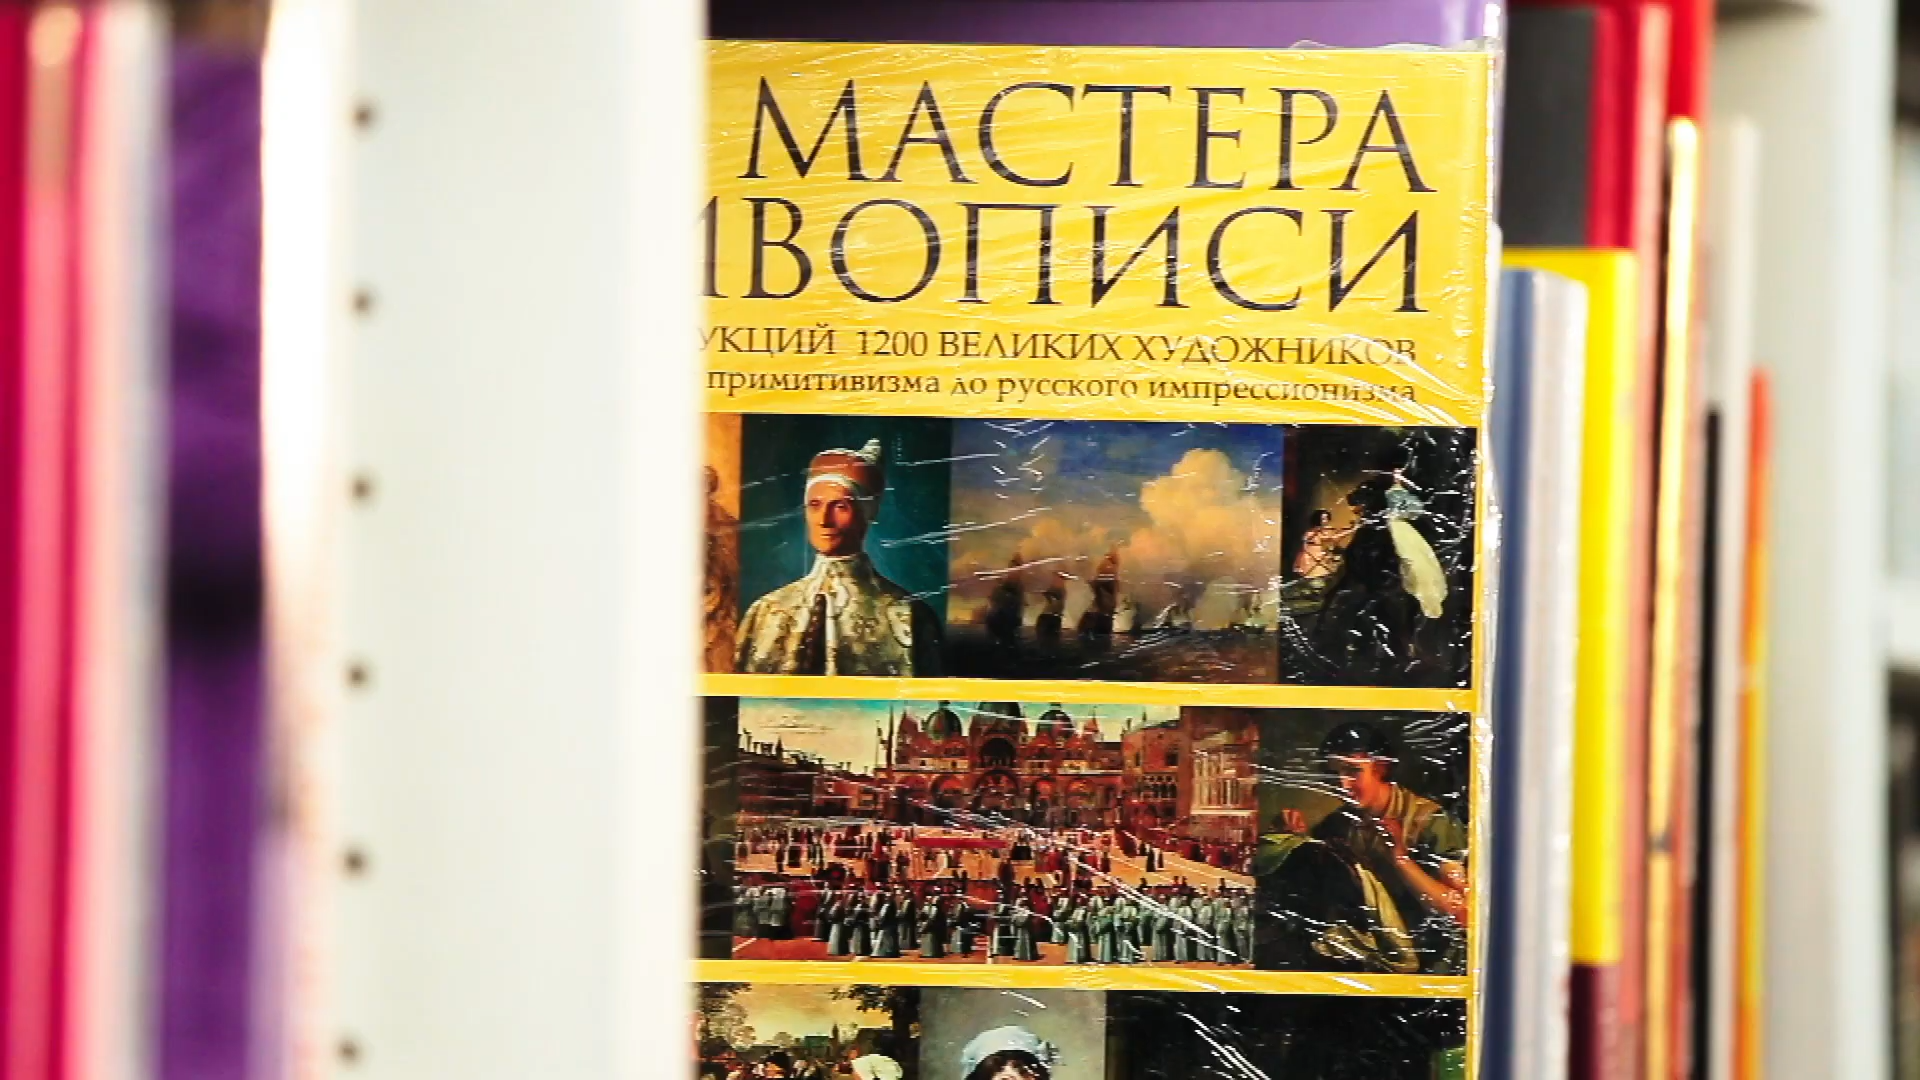 МАСТЕРА
ИВОПИСИ
УКЦИЙ 1200 ВЕЛИКИХ ХУДОЖНИКОВ
примитивизма до русского импрессионизма